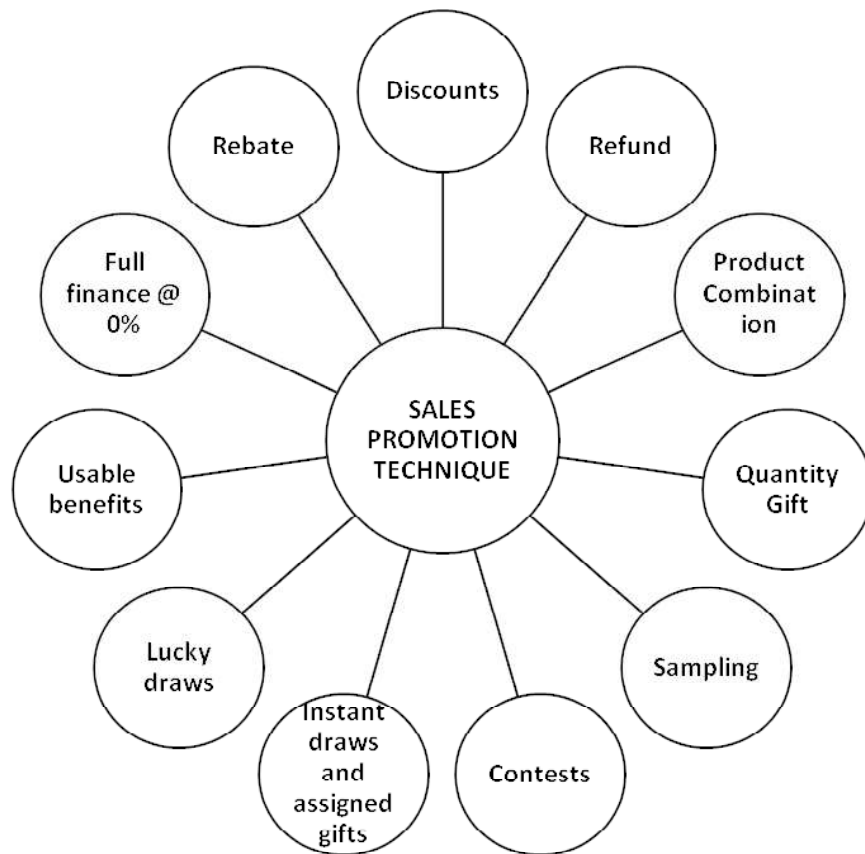 Discounts
Refund
Product
Combinat
ion
Quantity
Gift
Sampling
Contests
Instant
draws
and
assigned
gifts
Lucky
draws
Usable
benefits
Full
finance @
0%
Rebate
SALES
PROMOTION
TECHNIQUE